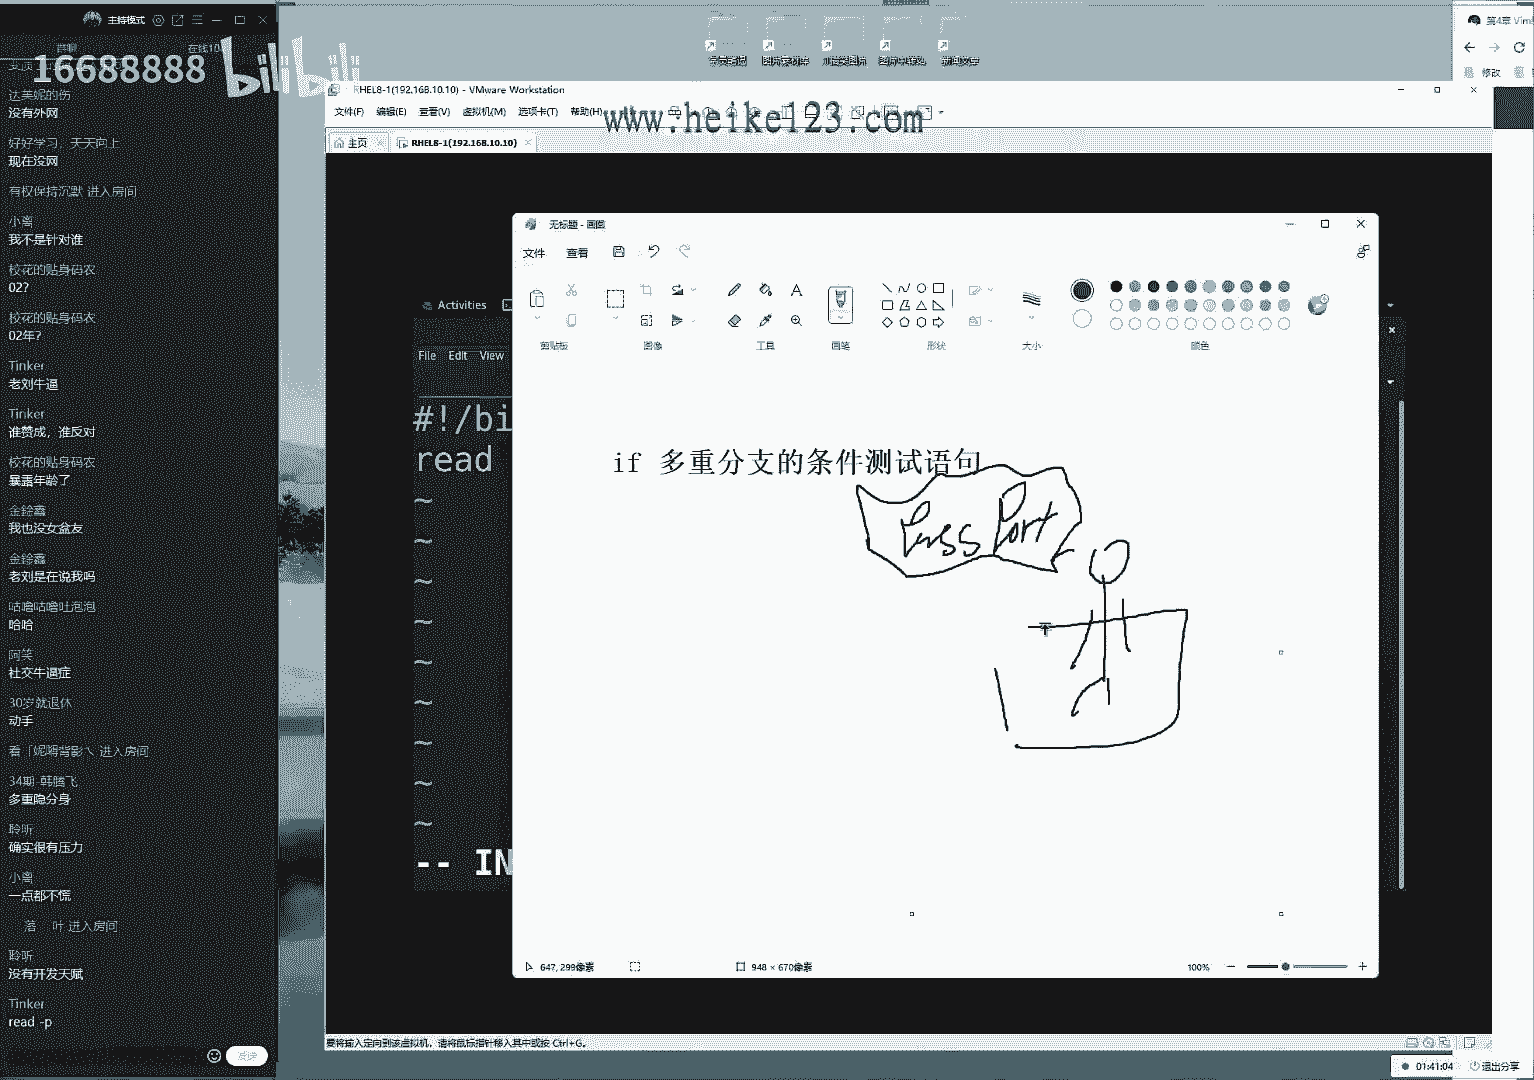 主持模式
群聊
16688888
bilibili
达芙妮的伤
没有外网
好好学习，天天向上
现在没网
有权保持沉默 进入房间
小离
我不是针对谁
校花的贴身码农
02?
校花的贴身码农
02年?
Tinker
老刘牛逼
Tinker
谁赞成，谁反对
校花的贴身码农
暴露年龄了
金铃鑫
我也没女盆友
金铃鑫
老刘是在说我吗
咕噜咕噜吐泡泡
哈哈
阿笑
社交牛逼症
30岁就退休
动手
进入房间
34期-韩腾飞
多重隐分身
聆听
确实很有压力
小离
一点都不慌
落 叶 进入房间
聆听
没有开发天赋
Tinker
read -p
发送
RHEL8-1(192.168.10.10) - VMware Workstation
文件(F) 编辑(E) 查看(V) 虚拟机(M) 选项卡(T) 帮助(H)
www.heike123.com
主页 RHEL8-1(192.168.10.10)
修改
Activities
File Edit View
#!/bi
read
~
~
~
~
~
~
~
~
~
-- IN
无标题 - 画图
文件 查看
剪贴板 图像 工具 画笔 形状 大小 颜色
if 多重分支的条件测试语句
Pass Port
647, 299像素
948 × 670像素
100%
要将输入定向到该虚拟机，请将鼠标指针移入其中或按 Ctrl+G。
01:41:04 退出分享